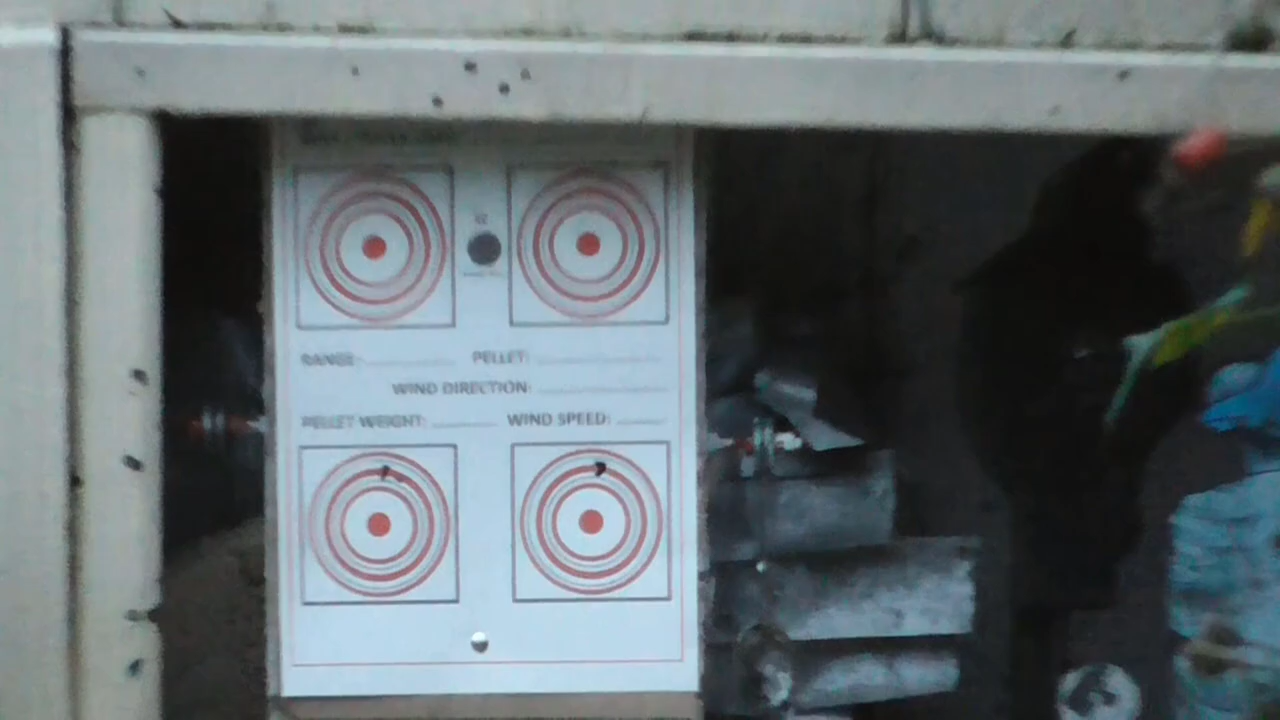 RANGE: PELLET:
WIND DIRECTION:
PELLET WEIGHT: WIND SPEED: